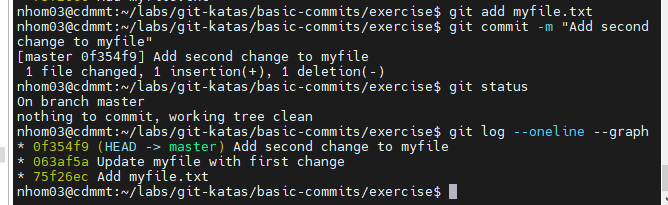 nhom03@cdmmt:~/labs/git-katas/basic-commits/exercise$ git add myfile.txt
nhom03@cdmmt:~/labs/git-katas/basic-commits/exercise$ git commit -m "Add second
change to myfile"
[master 0f354f9] Add second change to myfile
 1 file changed, 1 insertion(+), 1 deletion(-)
nhom03@cdmmt:~/labs/git-katas/basic-commits/exercise$ git status
On branch master
nothing to commit, working tree clean
nhom03@cdmmt:~/labs/git-katas/basic-commits/exercise$ git log --oneline --graph
* 0f354f9 (HEAD -> master) Add second change to myfile
* 063af5a Update myfile with first change
* 75f26ec Add myfile.txt
nhom03@cdmmt:~/labs/git-katas/basic-commits/exercise$